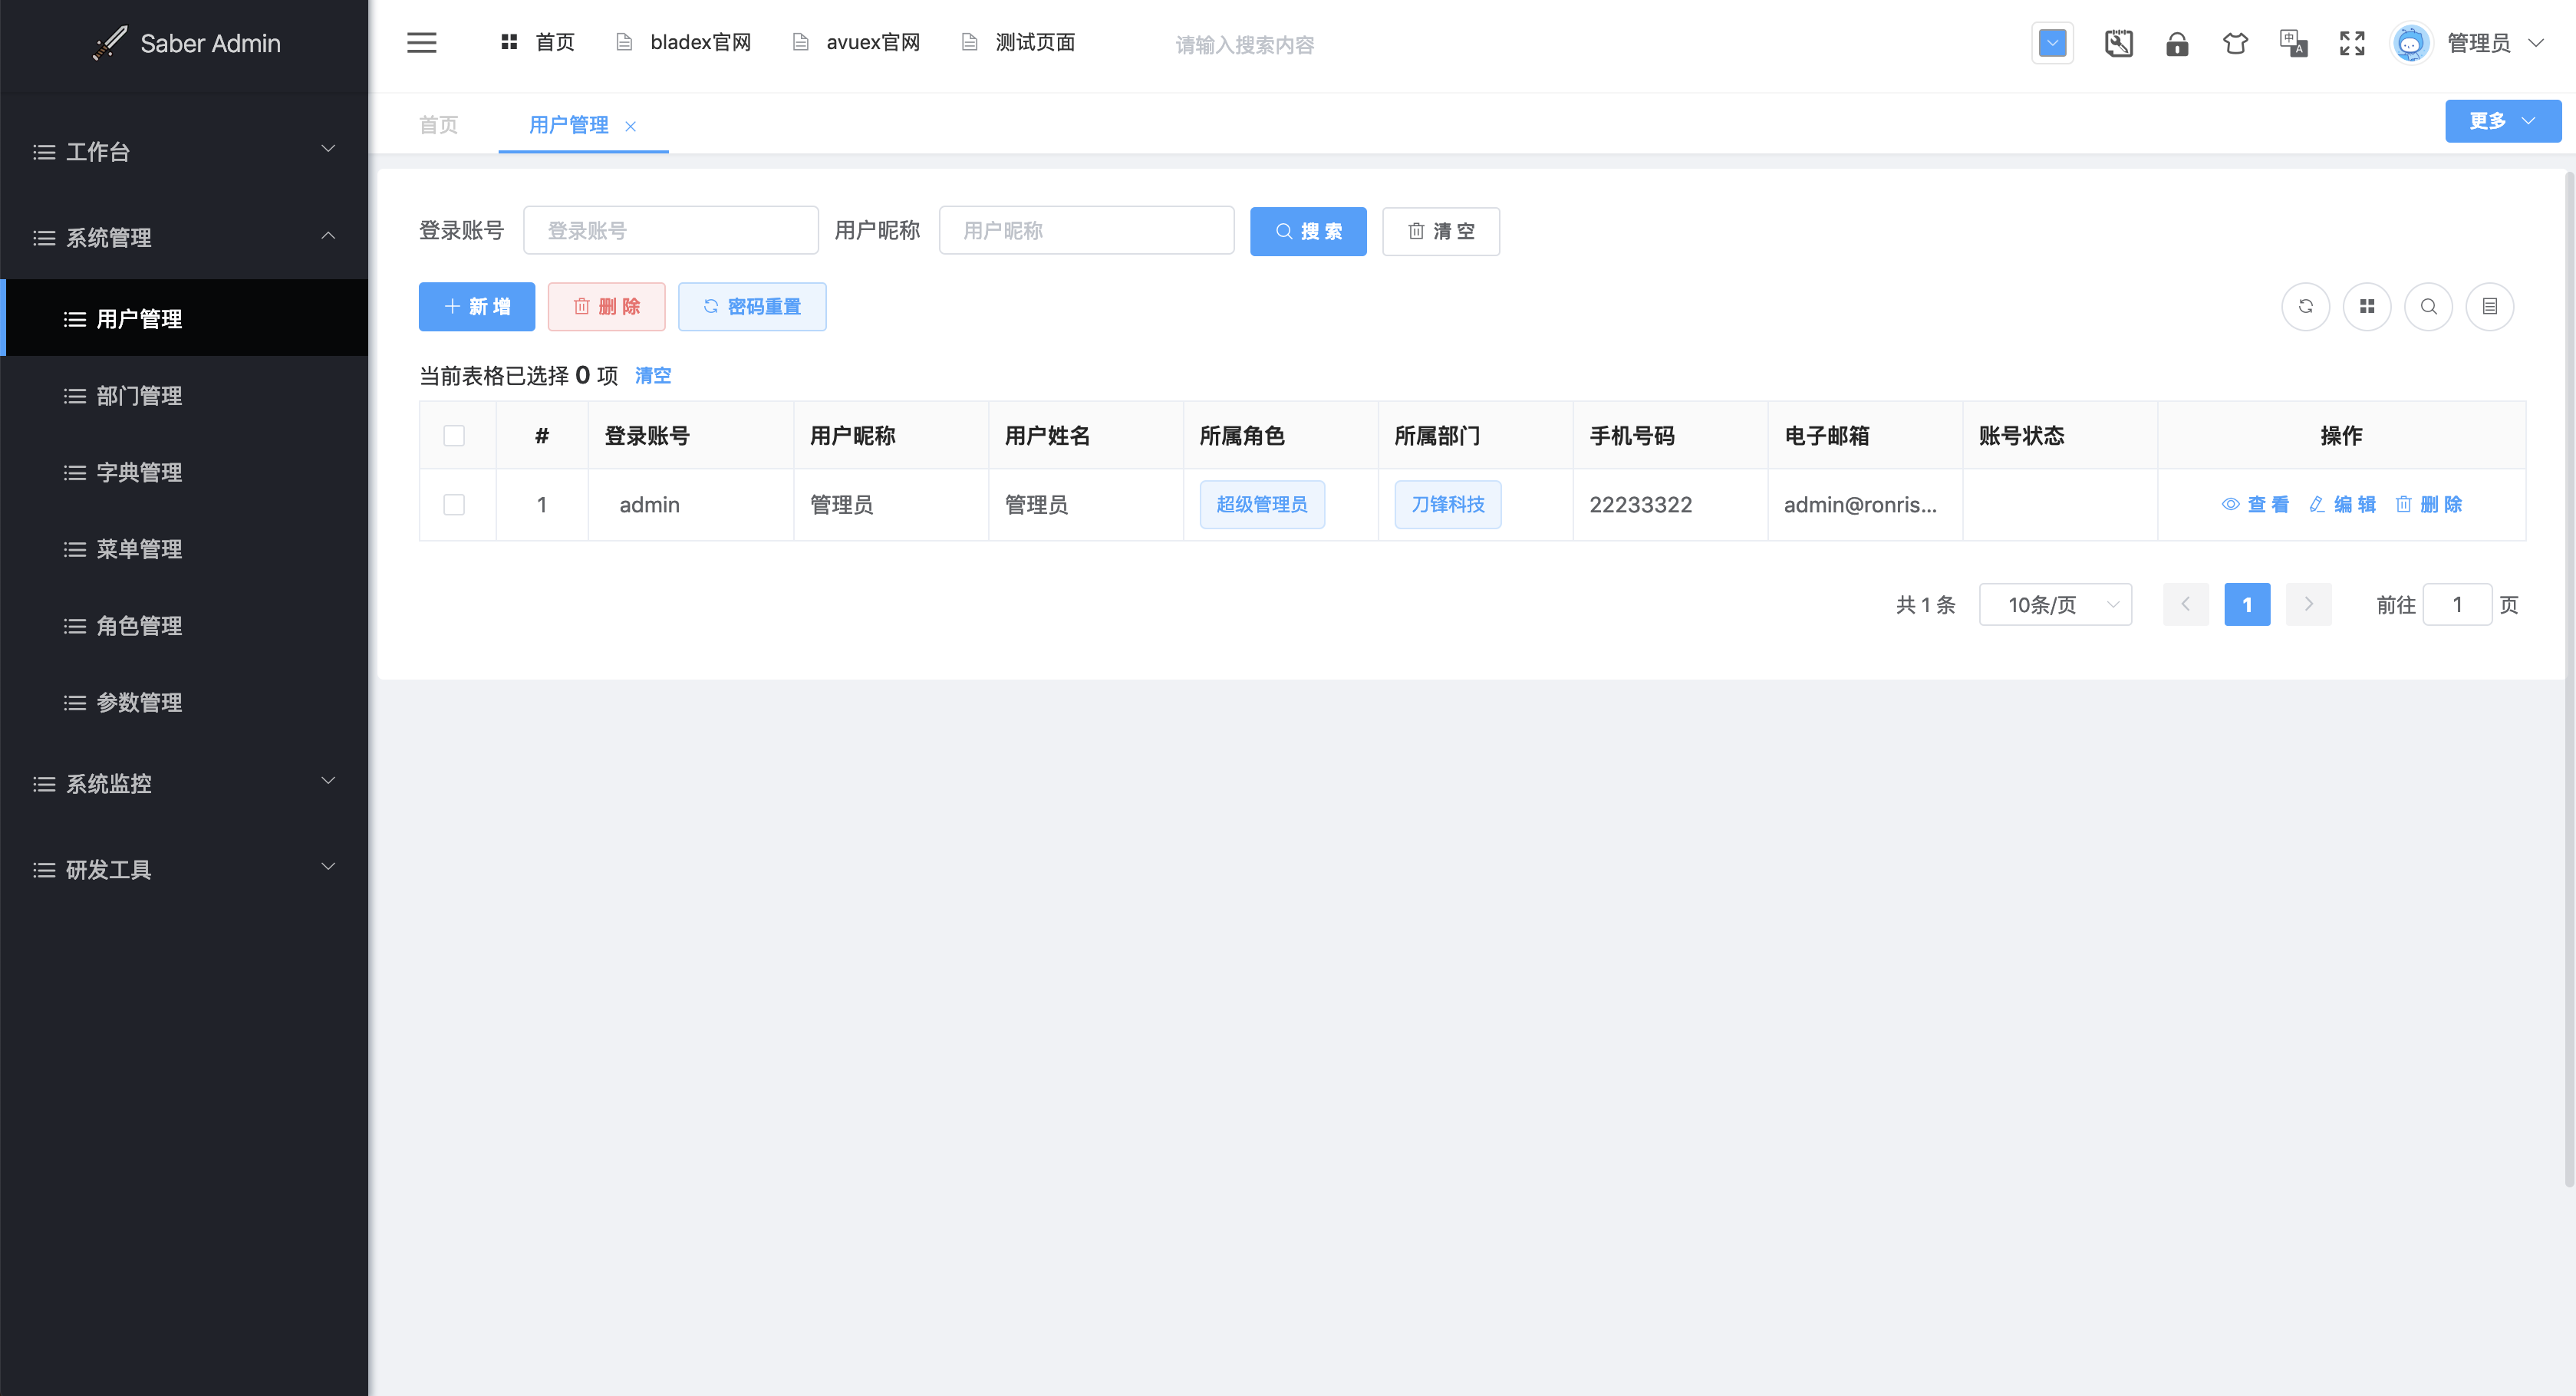 Saber Admin
首页 bladex官网 avuex官网 测试页面 请输入搜索内容 管理员
首页 用户管理 更多
工作台
系统管理
用户管理
部门管理
字典管理
菜单管理
角色管理
参数管理
系统监控
研发工具
登录账号 登录账号 用户昵称 用户昵称 搜 索 清 空
新 增 删 除 密码重置
当前表格已选择 0 项 清空
# 登录账号 用户昵称 用户姓名 所属角色 所属部门 手机号码 电子邮箱 账号状态 操作
1 admin 管理员 管理员 超级管理员 刀锋科技 22233322 admin@ronris... 查 看 编 辑 删 除
共 1 条 10条/页 1 前往 1 页